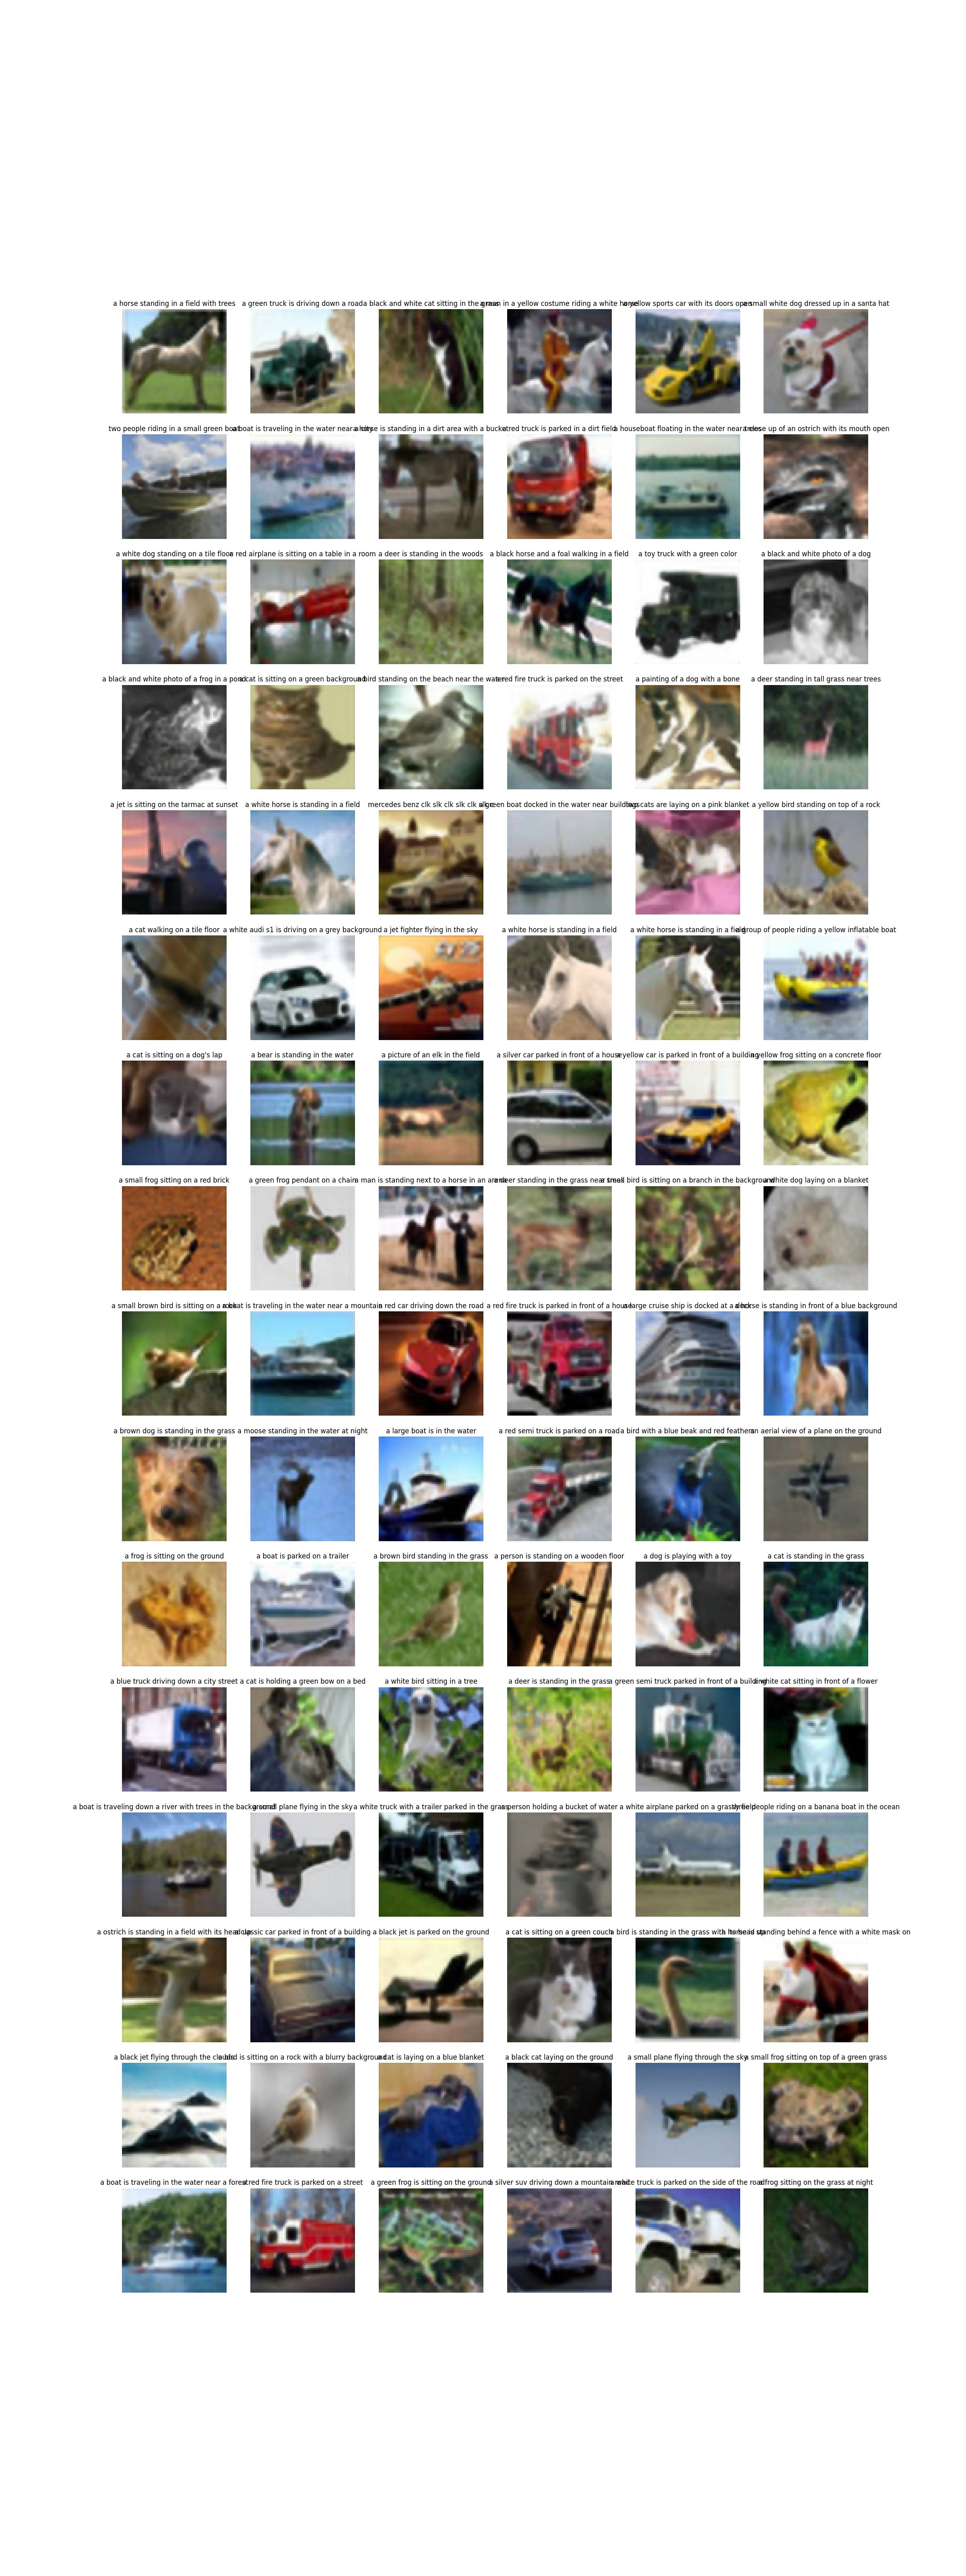 a horse standing in a field with trees
a green truck is driving down a road
a black and white cat sitting in the grass
a man in a yellow costume riding a white horse
a yellow sports car with its doors open
a small white dog dressed up in a santa hat
two people riding in a small green boat
a boat is traveling in the water near a city
a horse is standing in a dirt area with a bucket
a red truck is parked in a dirt field
a houseboat floating in the water near trees
a close up of an ostrich with its mouth open
a white dog standing on a tile floor
a red airplane is sitting on a table in a room
a deer is standing in the woods
a black horse and a foal walking in a field
a toy truck with a green color
a black and white photo of a dog
a black and white photo of a frog in a pond
a cat is sitting on a green background
a bird standing on the beach near the water
a red fire truck is parked on the street
a painting of a dog with a bone
a deer standing in tall grass near trees
a jet is sitting on the tarmac at sunset
a white horse is standing in a field
mercedes benz clk slk clk slk clk slk
a green boat docked in the water near buildings
two cats are laying on a pink blanket
a yellow bird standing on top of a rock
a cat walking on a tile floor
a white audi s1 is driving on a grey background
a jet fighter flying in the sky
a white horse is standing in a field
a white horse is standing in a field
a group of people riding a yellow inflatable boat
a cat is sitting on a dog's lap
a bear is standing in the water
a picture of an elk in the field
a silver car parked in front of a house
a yellow car is parked in front of a building
a yellow frog sitting on a concrete floor
a small frog sitting on a red brick
a green frog pendant on a chain
a man is standing next to a horse in an arena
a deer standing in the grass near trees
a small bird is sitting on a branch in the background
a white dog laying on a blanket
a small brown bird is sitting on a rock
a boat is traveling in the water near a mountain
a red car driving down the road
a red fire truck is parked in front of a house
a large cruise ship is docked at a dock
a horse is standing in front of a blue background
a brown dog is standing in the grass
a moose standing in the water at night
a large boat is in the water
a red semi truck is parked on a road
a bird with a blue beak and red feathers
an aerial view of a plane on the ground
a frog is sitting on the ground
a boat is parked on a trailer
a brown bird standing in the grass
a person is standing on a wooden floor
a dog is playing with a toy
a cat is standing in the grass
a blue truck driving down a city street
a cat is holding a green bow on a bed
a white bird sitting in a tree
a deer is standing in the grass
a green semi truck parked in front of a building
a white cat sitting in front of a flower
a boat is traveling down a river with trees in the background
a small plane flying in the sky
a white truck with a trailer parked in the grass
a person holding a bucket of water
a white airplane parked on a grassy field
three people riding on a banana boat in the ocean
a ostrich is standing in a field with its head up
a classic car parked in front of a building
a black jet is parked on the ground
a cat is sitting on a green couch
a bird is standing in the grass with its head up
a horse is standing behind a fence with a white mask on
a black jet flying through the clouds
a bird is sitting on a rock with a blurry background
a cat is laying on a blue blanket
a black cat laying on the ground
a small plane flying through the sky
a small frog sitting on top of a green grass
a boat is traveling in the water near a forest
a red fire truck is parked on a street
a green frog is sitting on the ground
a silver suv driving down a mountain road
a white truck is parked on the side of the road
a frog sitting on the grass at night